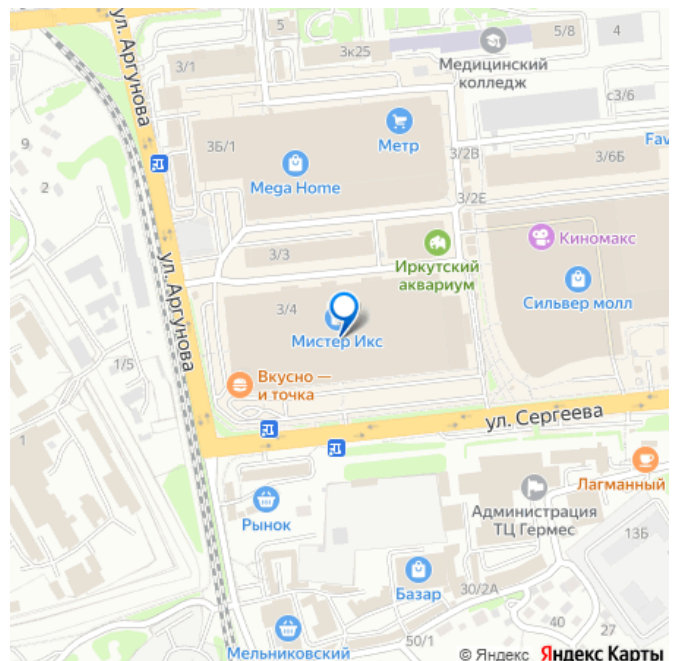 ул. Аргунова
5
3к25
5/8
4
3/1
Медицинский
колледж
с3/6
9
3Б/1
Метр
3/2В
Fav
3/6Б
2
Mega Home
3/2Е
3/3
Киномакс
Иркутский
аквариум
ул. Аргунова
Сильвер молл
3/4
Мистер Икс
1/5
Вкусно —
и точка
ул. Сергеева
1
Лагманный
Рынок
Администрация
ТЦ Гермес
13Б
Базар
30/2А
40
27
50/1
Мельниковский
© Яндекс Яндекс Карты